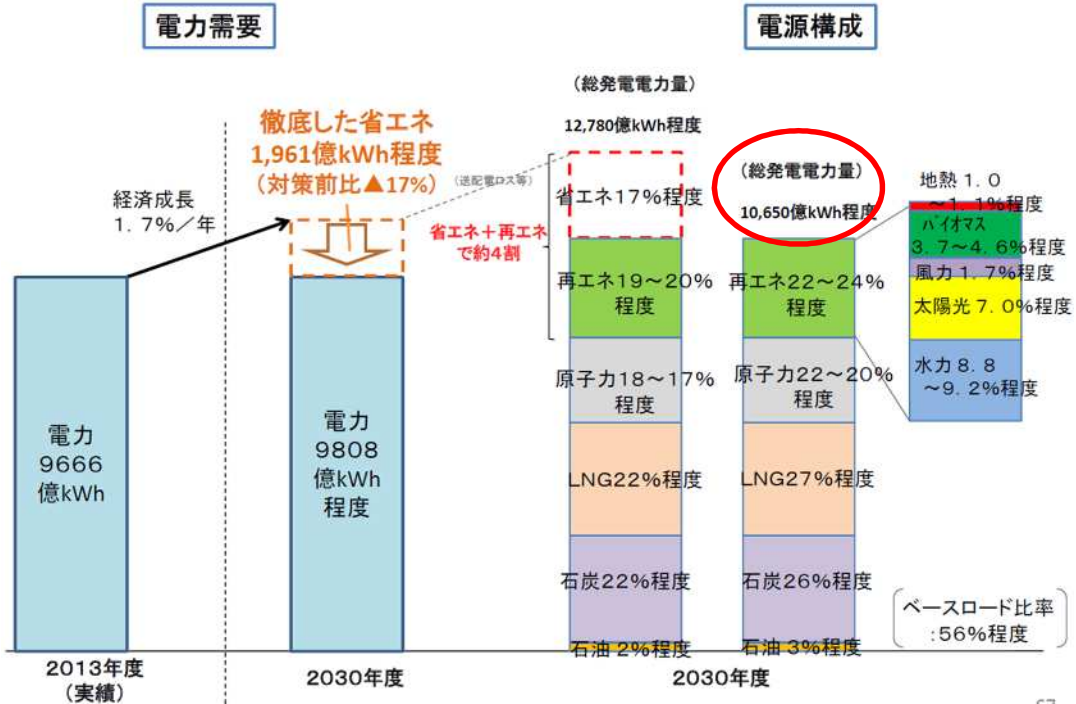 電力需要
電源構成
(総発電電力量)
12,780億kWh程度
徹底した省エネ
1,961億kWh程度
(対策前比▲17%)
(送配電ロス等)
経済成長
1.7%/年
省エネ+再エネ
で約4割
省エネ17%程度
(総発電電力量)
10,650億kWh程度
地熱1.0
~1.1%程度
バイオマス
3.7~4.6%程度
風力1.7%程度
太陽光7.0%程度
水力8.8
~9.2%程度
再エネ19~20%
程度
再エネ22~24%
程度
原子力18~17%
程度
原子力22~20%
程度
電力
9666
億kWh
電力
9808
億kWh
程度
LNG22%程度
LNG27%程度
石炭22%程度
石炭26%程度
石油2%程度
石油3%程度
ベースロード比率
:56%程度
2013年度
(実績)
2030年度
2030年度